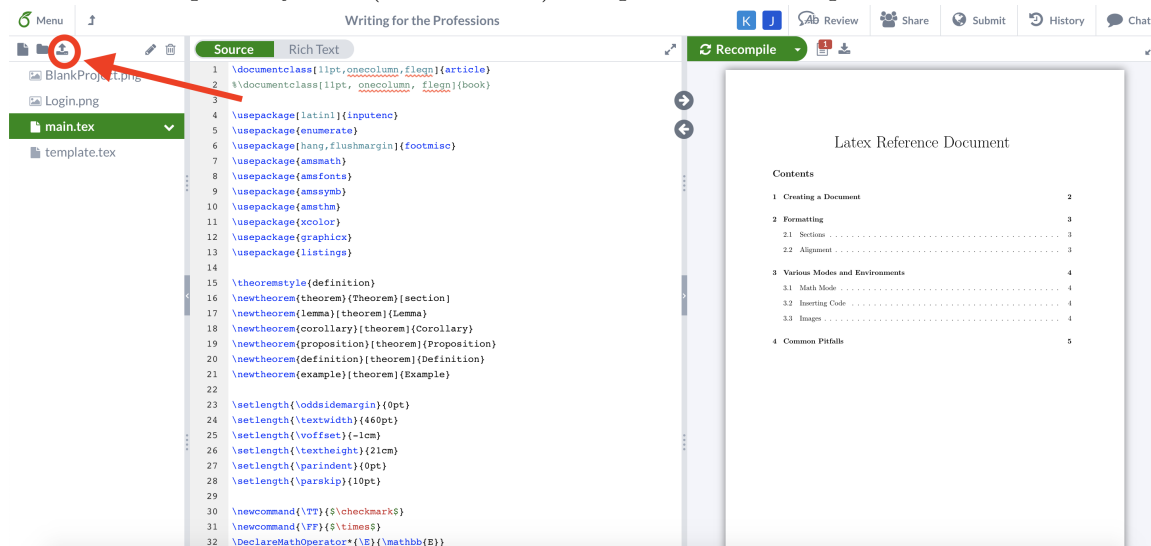 Menu
Writing for the Professions
K
J
Ab Review
Share
Submit
History
Chat
Source
Rich Text
Recompile
1
BlankProject.png
Login.png
main.tex
template.tex
1 \documentclass[11pt,onecolumn,fleqn]{article}
2 %\documentclass[11pt, onecolumn, flegn]{book}
3
4 \usepackage[latin1]{inputenc}
5 \usepackage{enumerate}
6 \usepackage[hang,flushmargin]{footmisc}
7 \usepackage{amsmath}
8 \usepackage{amsfonts}
9 \usepackage{amssymb}
10 \usepackage{amsthm}
11 \usepackage{xcolor}
12 \usepackage{graphicx}
13 \usepackage{listings}
14
15 \theoremstyle{definition}
16 \newtheorem{theorem}{Theorem}[section]
17 \newtheorem{lemma}[theorem]{Lemma}
18 \newtheorem{corollary}[theorem]{Corollary}
19 \newtheorem{proposition}[theorem]{Proposition}
20 \newtheorem{definition}[theorem]{Definition}
21 \newtheorem{example}[theorem]{Example}
22
23 \setlength{\oddsidemargin}{0pt}
24 \setlength{\textwidth}{460pt}
25 \setlength{\voffset}{-1cm}
26 \setlength{\textheight}{21cm}
27 \setlength{\parindent}{0pt}
28 \setlength{\parskip}{10pt}
29
30 \newcommand{\TT}{$\checkmark$}
31 \newcommand{\FF}{$\times$}
32 \DeclareMathOperator*{\E}{\mathbb{E}}
Latex Reference Document
Contents
1 Creating a Document 2
2 Formatting 3
2.1 Sections 3
2.2 Alignment 3
3 Various Modes and Environments 4
3.1 Math Mode 4
3.2 Inserting Code 4
3.3 Images 4
4 Common Pitfalls 5